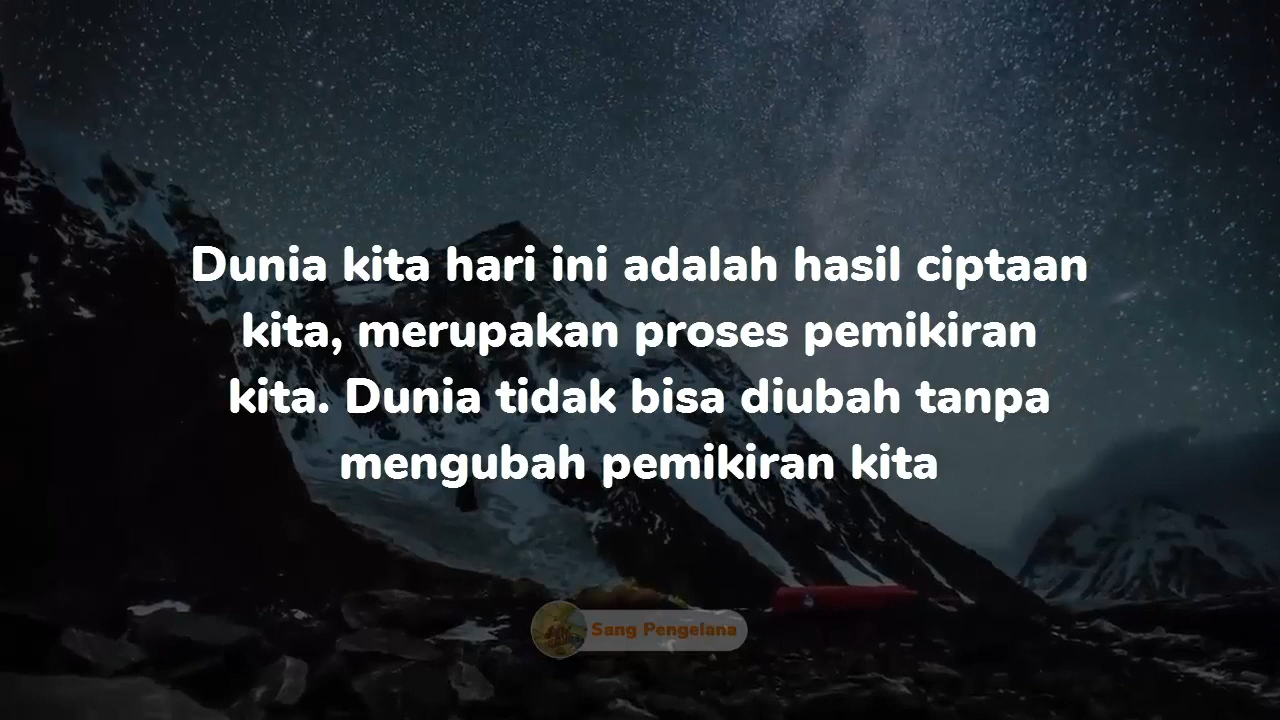 Dunia kita hari ini adalah hasil ciptaan
kita, merupakan proses pemikiran
kita. Dunia tidak bisa diubah tanpa
mengubah pemikiran kita
Sang Pengelana